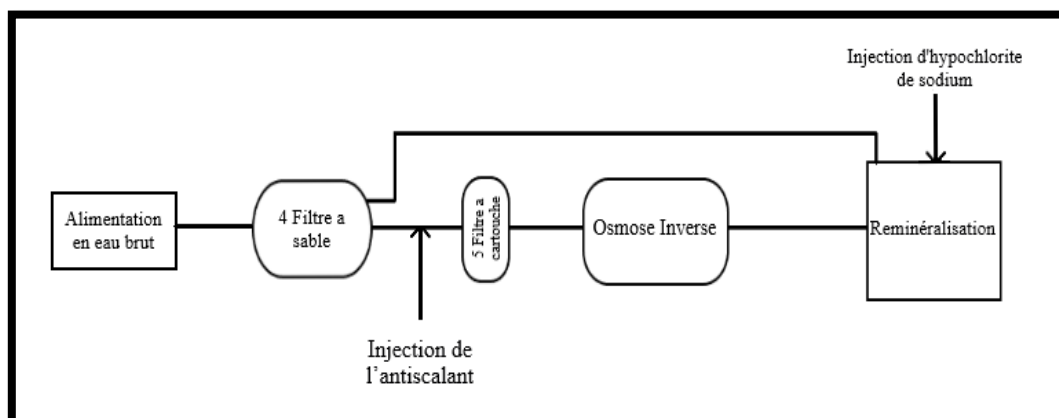 Injection d'hypochlorite
de sodium
Alimentation
en eau brut
4 Filtre a
sable
5 Filtre a
cartouche
Osmose Inverse
Reminéralisation
Injection de
l’antiscalant